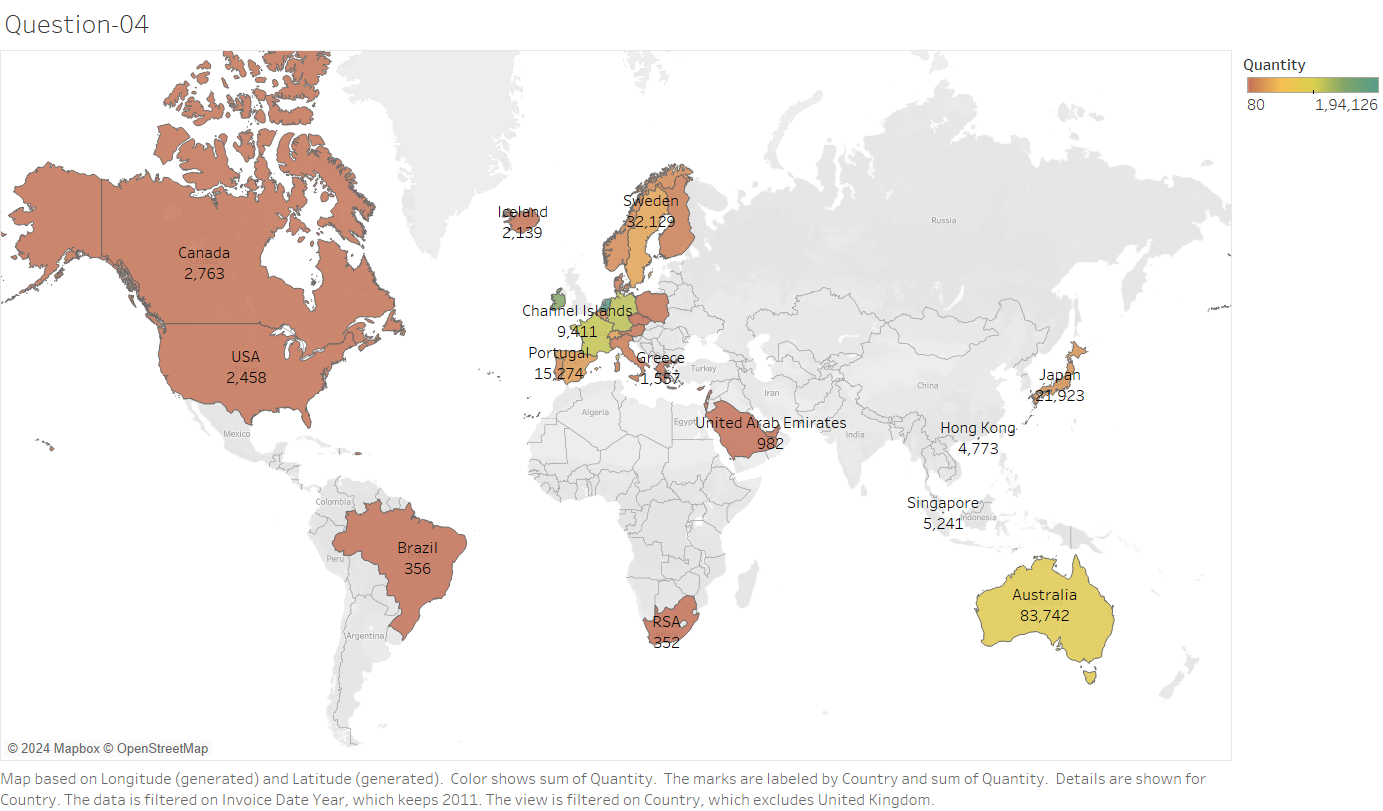 Question-04
Quantity
80 1,94,126
Sweden
32,129
Iceland
2,139
Russia
Canada
2,763
Channel Islands
9,411
Portugal
15,274
Greece
1,557
Turkey
USA
2,458
Japan
21,923
China
Iran
Algeria
Egypt
United Arab Emirates
982
Mexico
India
Hong Kong
4,773
Colombia
Singapore
5,241
Indonesia
Brazil
356
Peru
Australia
83,742
RSA
352
Argentina
© 2024 Mapbox © OpenStreetMap
Map based on Longitude (generated) and Latitude (generated).  Color shows sum of Quantity.  The marks are labeled by Country and sum of Quantity.  Details are shown for
Country. The data is filtered on Invoice Date Year, which keeps 2011. The view is filtered on Country, which excludes United Kingdom.